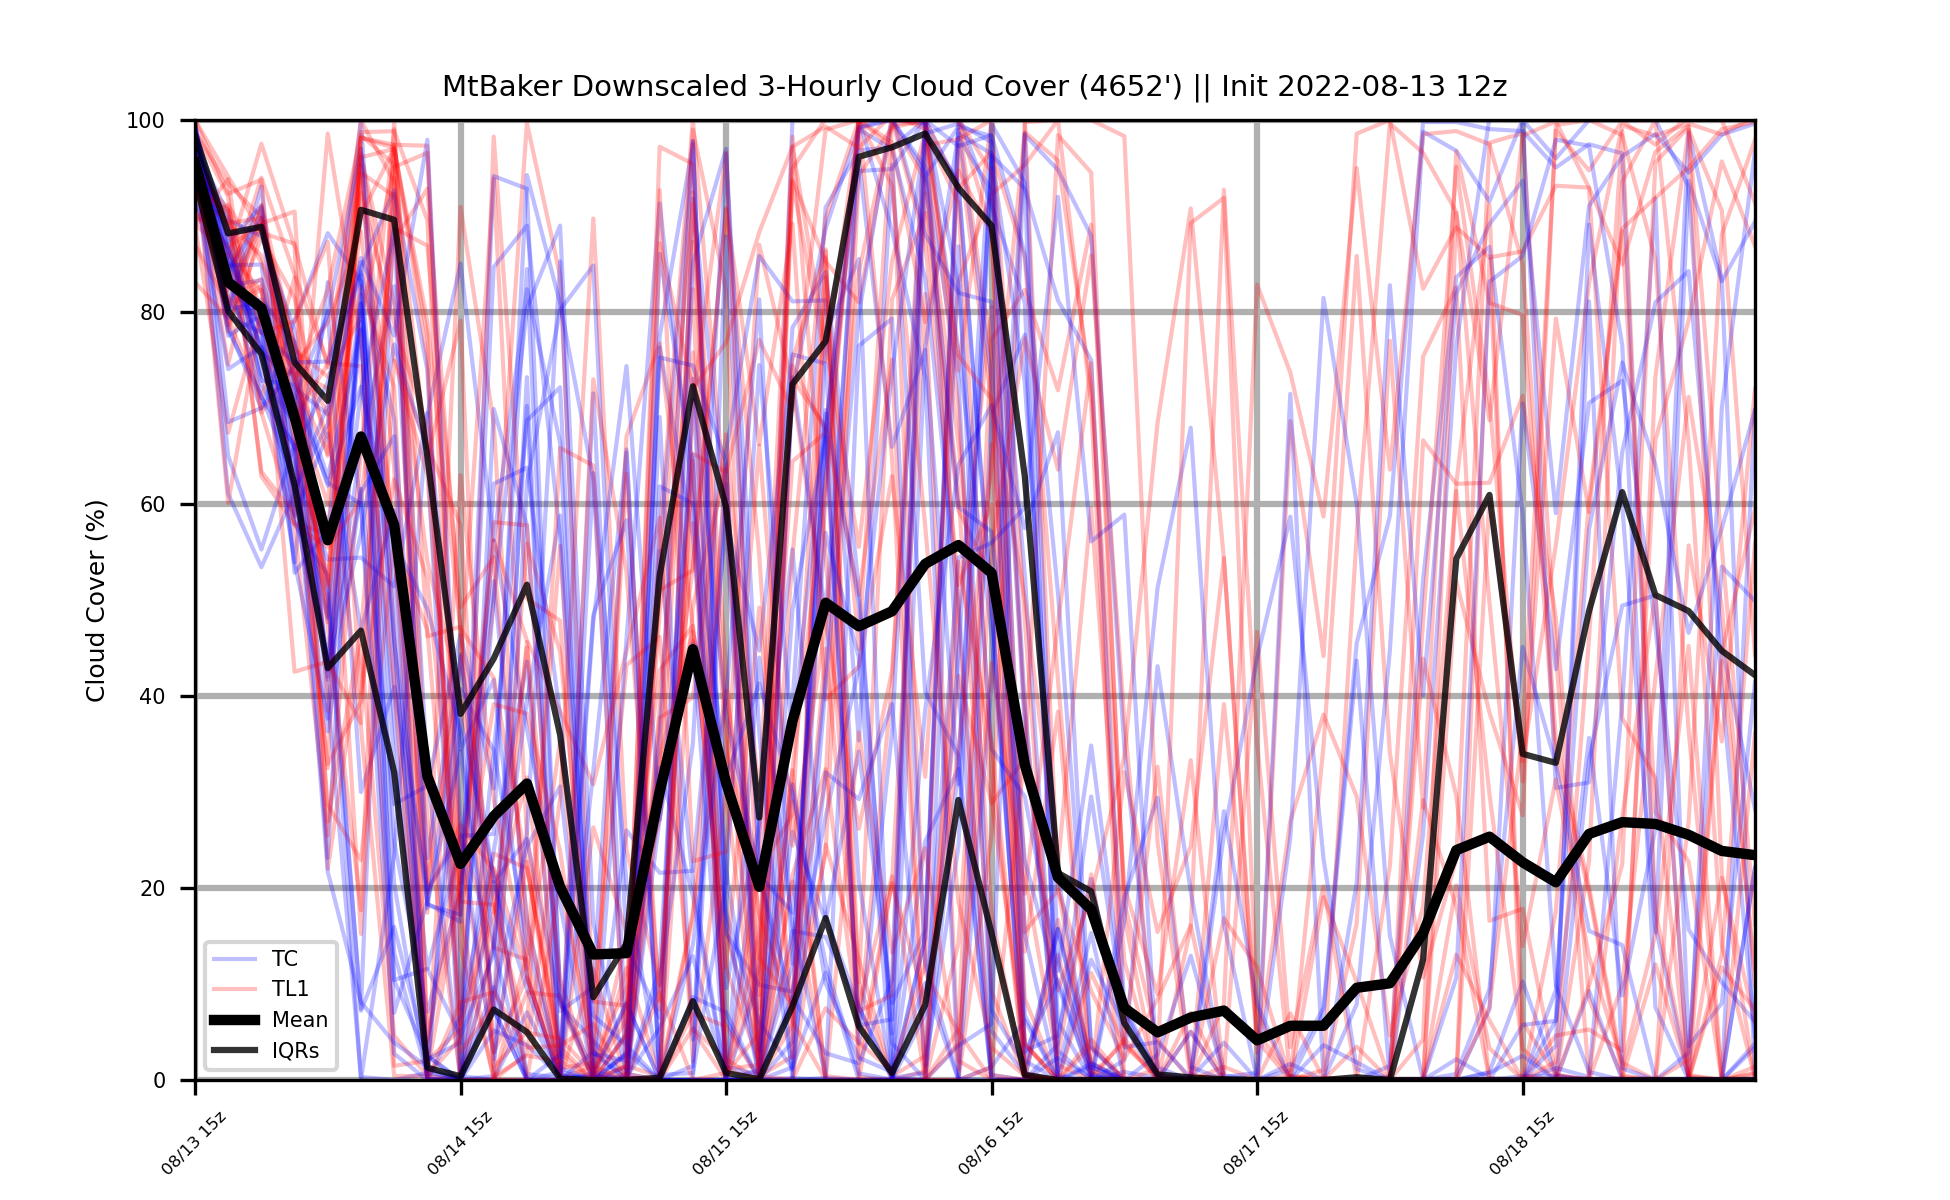 MtBaker Downscaled 3-Hourly Cloud Cover (4652') || Init 2022-08-13 12z
Cloud Cover (%)
100
80
60
40
20
0
TC
TL1
Mean
IQRs
08/13 15z
08/14 15z
08/15 15z
08/16 15z
08/17 15z
08/18 15z